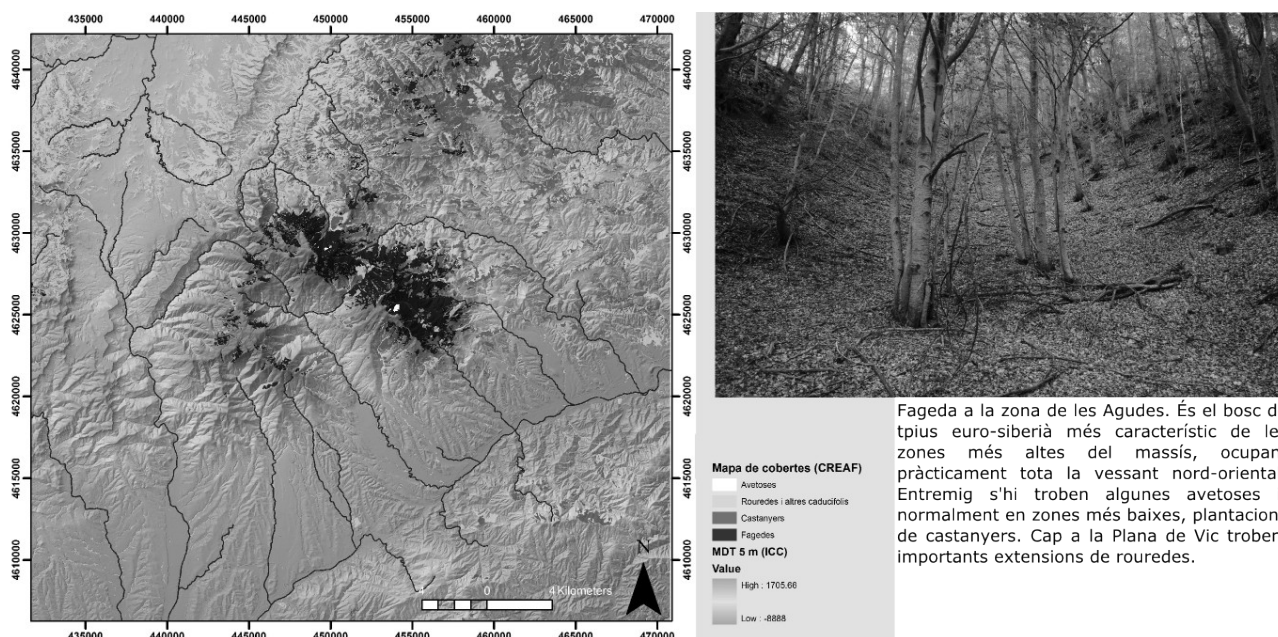 435000 440000 445000 450000 455000 460000 465000 470000
4640000 4640000
4635000 4635000
4630000 4630000
4625000 4625000
4620000 4620000
4615000 4615000
4610000 4610000
N
4 0 4 Kilometers
435000 440000 445000 450000 455000 460000 465000 470000
Mapa de cobertes (CREAF)
Avetoses
Rouredes i altres caducifolis
Castanyers
Fagedes
MDT 5 m (ICC)
Value
High : 1705.66
Low : -8888
Fageda a la zona de les Agudes. És el bosc d
tpius euro-siberià més característic de le
zones més altes del massís, ocupan
pràcticament tota la vessant nord-orienta
Entremig s'hi troben algunes avetoses
normalment en zones més baixes, plantacion
de castanyers. Cap a la Plana de Vic trober
importants extensions de rouredes.